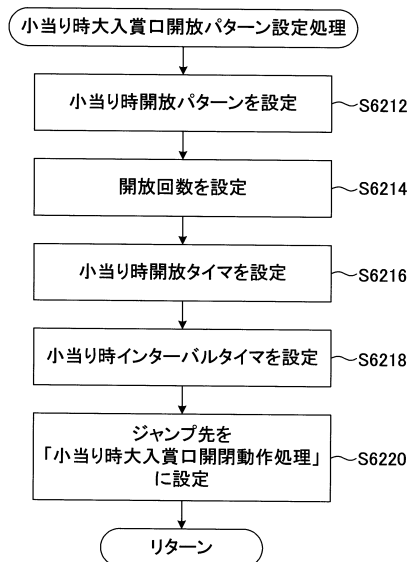 小当り時大入賞口開放パターン設定処理
小当り時開放パターンを設定
S6212
開放回数を設定
S6214
小当り時開放タイマを設定
S6216
小当り時インターバルタイマを設定
S6218
ジャンプ先を
「小当り時大入賞口開閉動作処理」
に設定
S6220
リターン